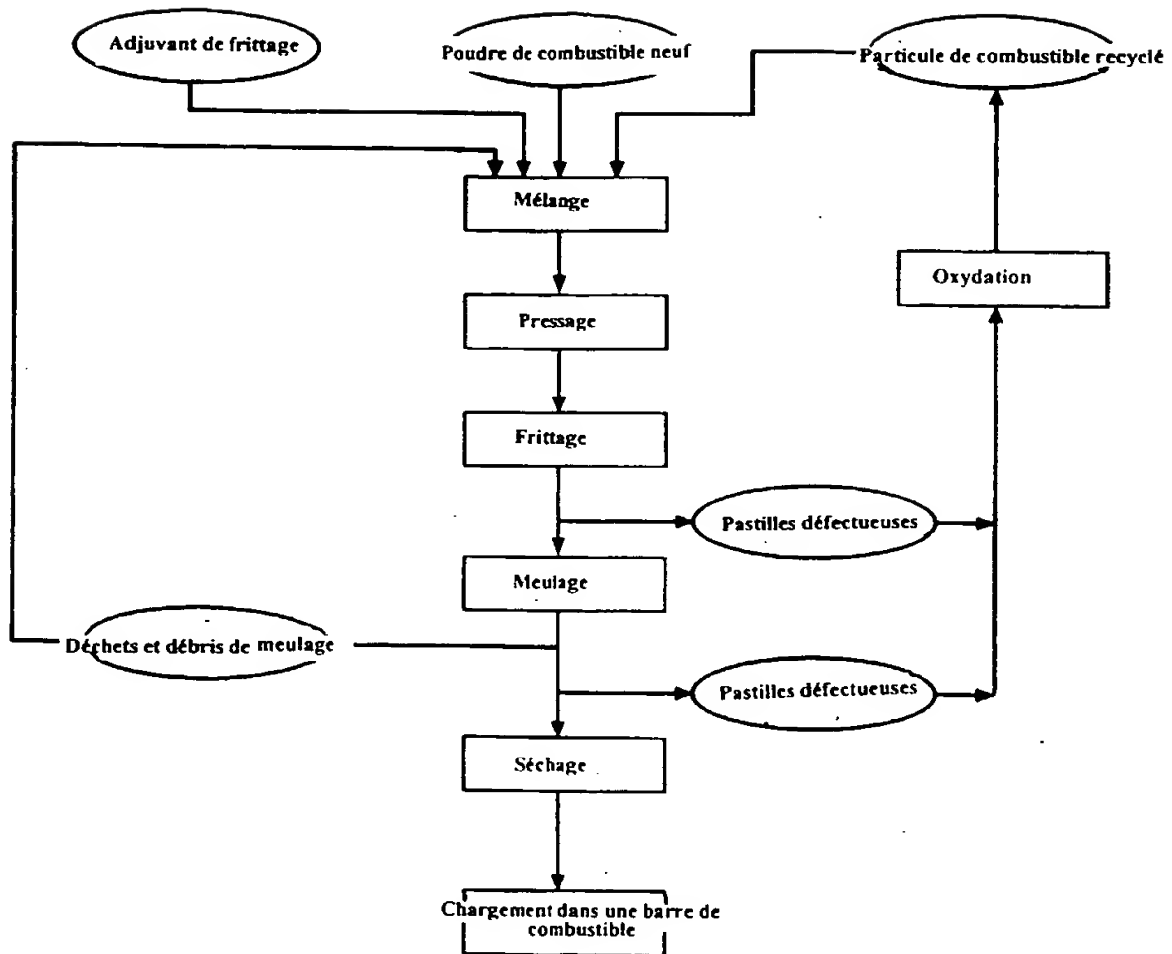 Adjuvant de frittage
Poudre de combustible neuf
Particule de combustible recyclé
Mélange
Oxydation
Pressage
Frittage
Pastilles défectueuses
Meulage
Déchets et débris de meulage
Pastilles défectueuses
Séchage
Chargement dans une barre de
combustible